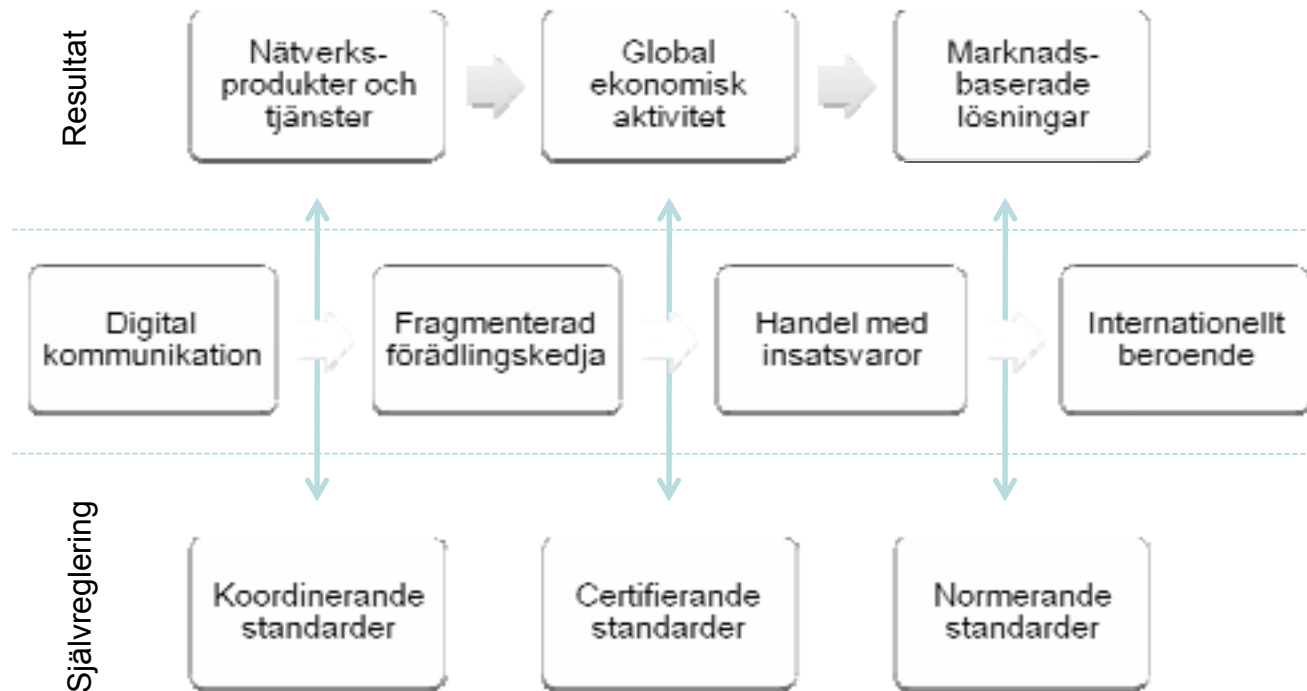 Resultat
Nätverks-
produkter och
tjänster
Global
ekonomisk
aktivitet
Marknads-
baserade
lösningar
Digital
kommunikation
Fragmenterad
förädlingskedja
Handel med
insatsvaror
Internationellt
beroende
Självreglering
Koordinerande
standarder
Certifierande
standarder
Normerande
standarder